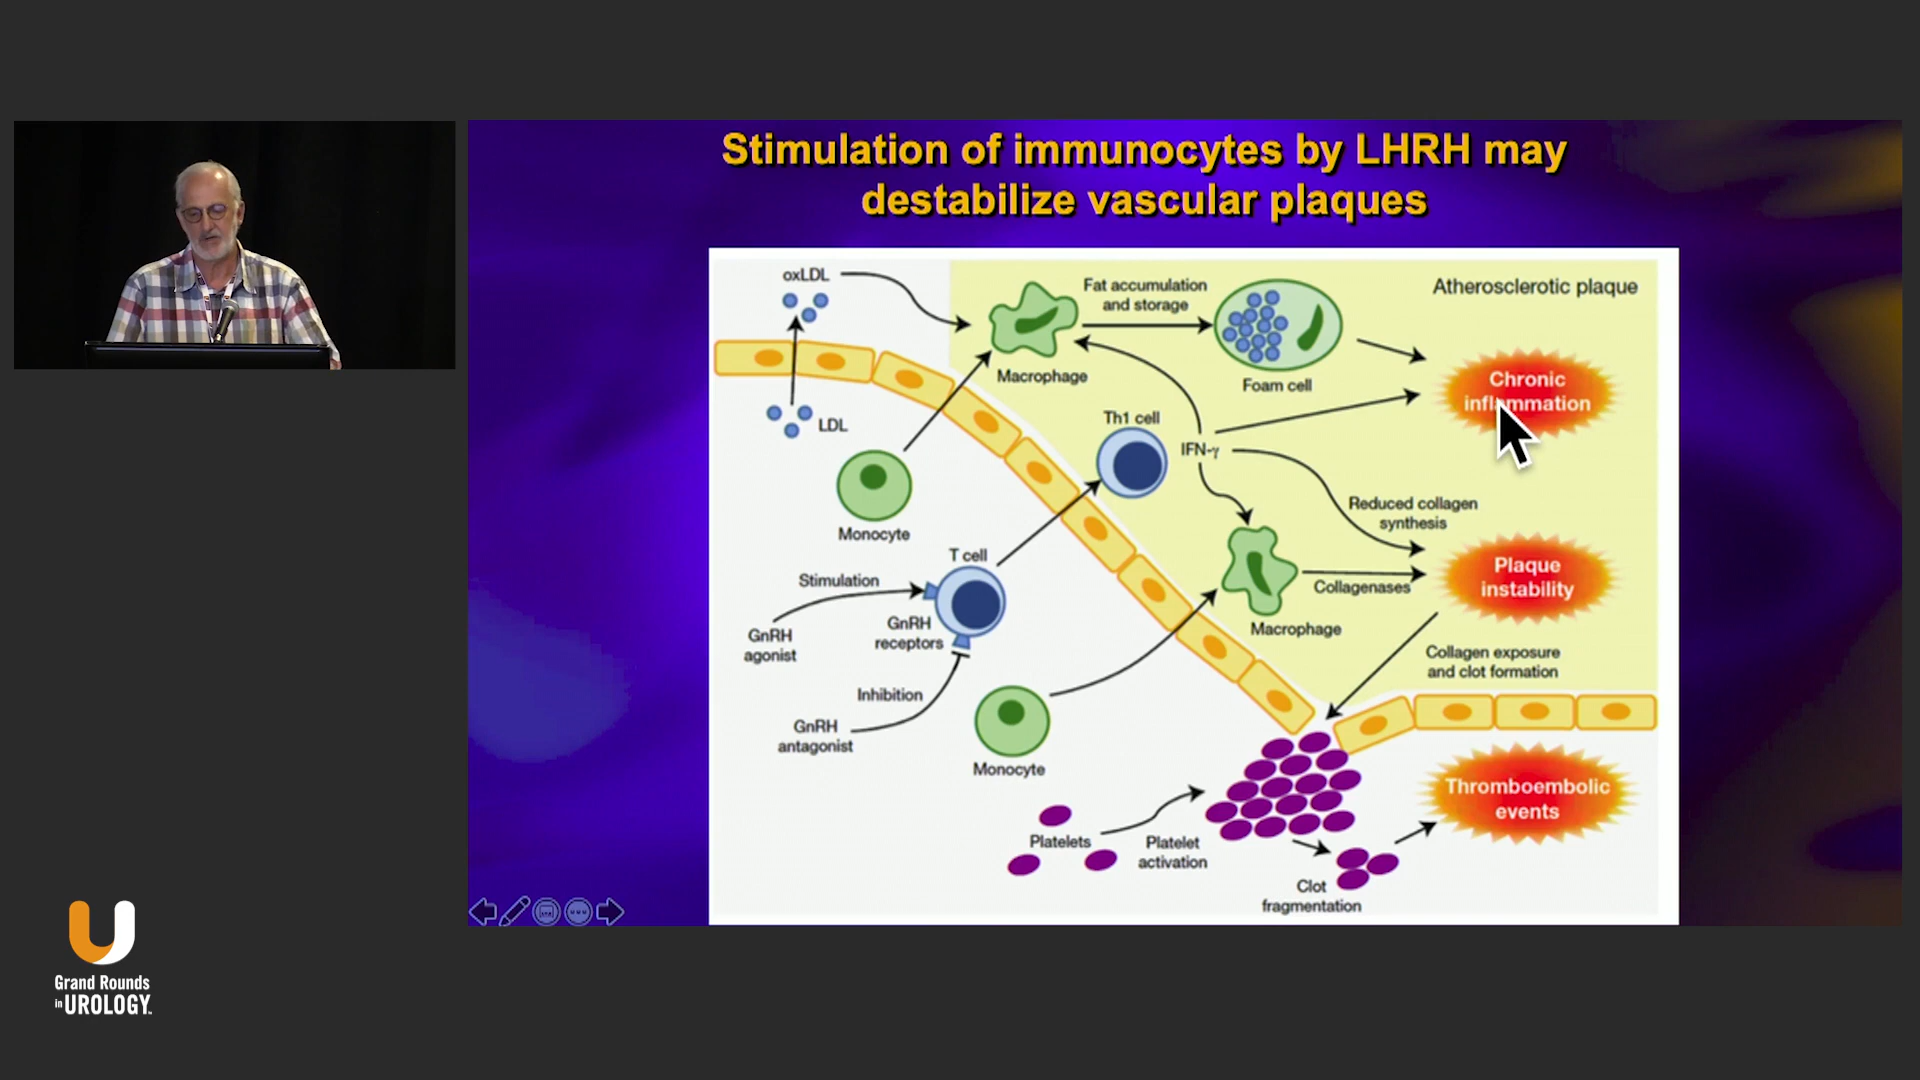 Stimulation of immunocytes by LHRH may
destabilize vascular plaques
oxLDL
Fat accumulation
and storage
Atherosclerotic plaque
Macrophage
Foam cell
Chronic
inflammation
LDL
Th1 cell
IFN-γ
Monocyte
Reduced collagen
synthesis
T cell
Stimulation
Plaque
instability
Collagenases
GnRH
receptors
GnRH
agonist
Macrophage
Collagen exposure
and clot formation
Inhibition
GnRH
antagonist
Monocyte
Thromboembolic
events
Platelets
Platelet
activation
Clot
fragmentation
Grand Rounds
in UROLOGY